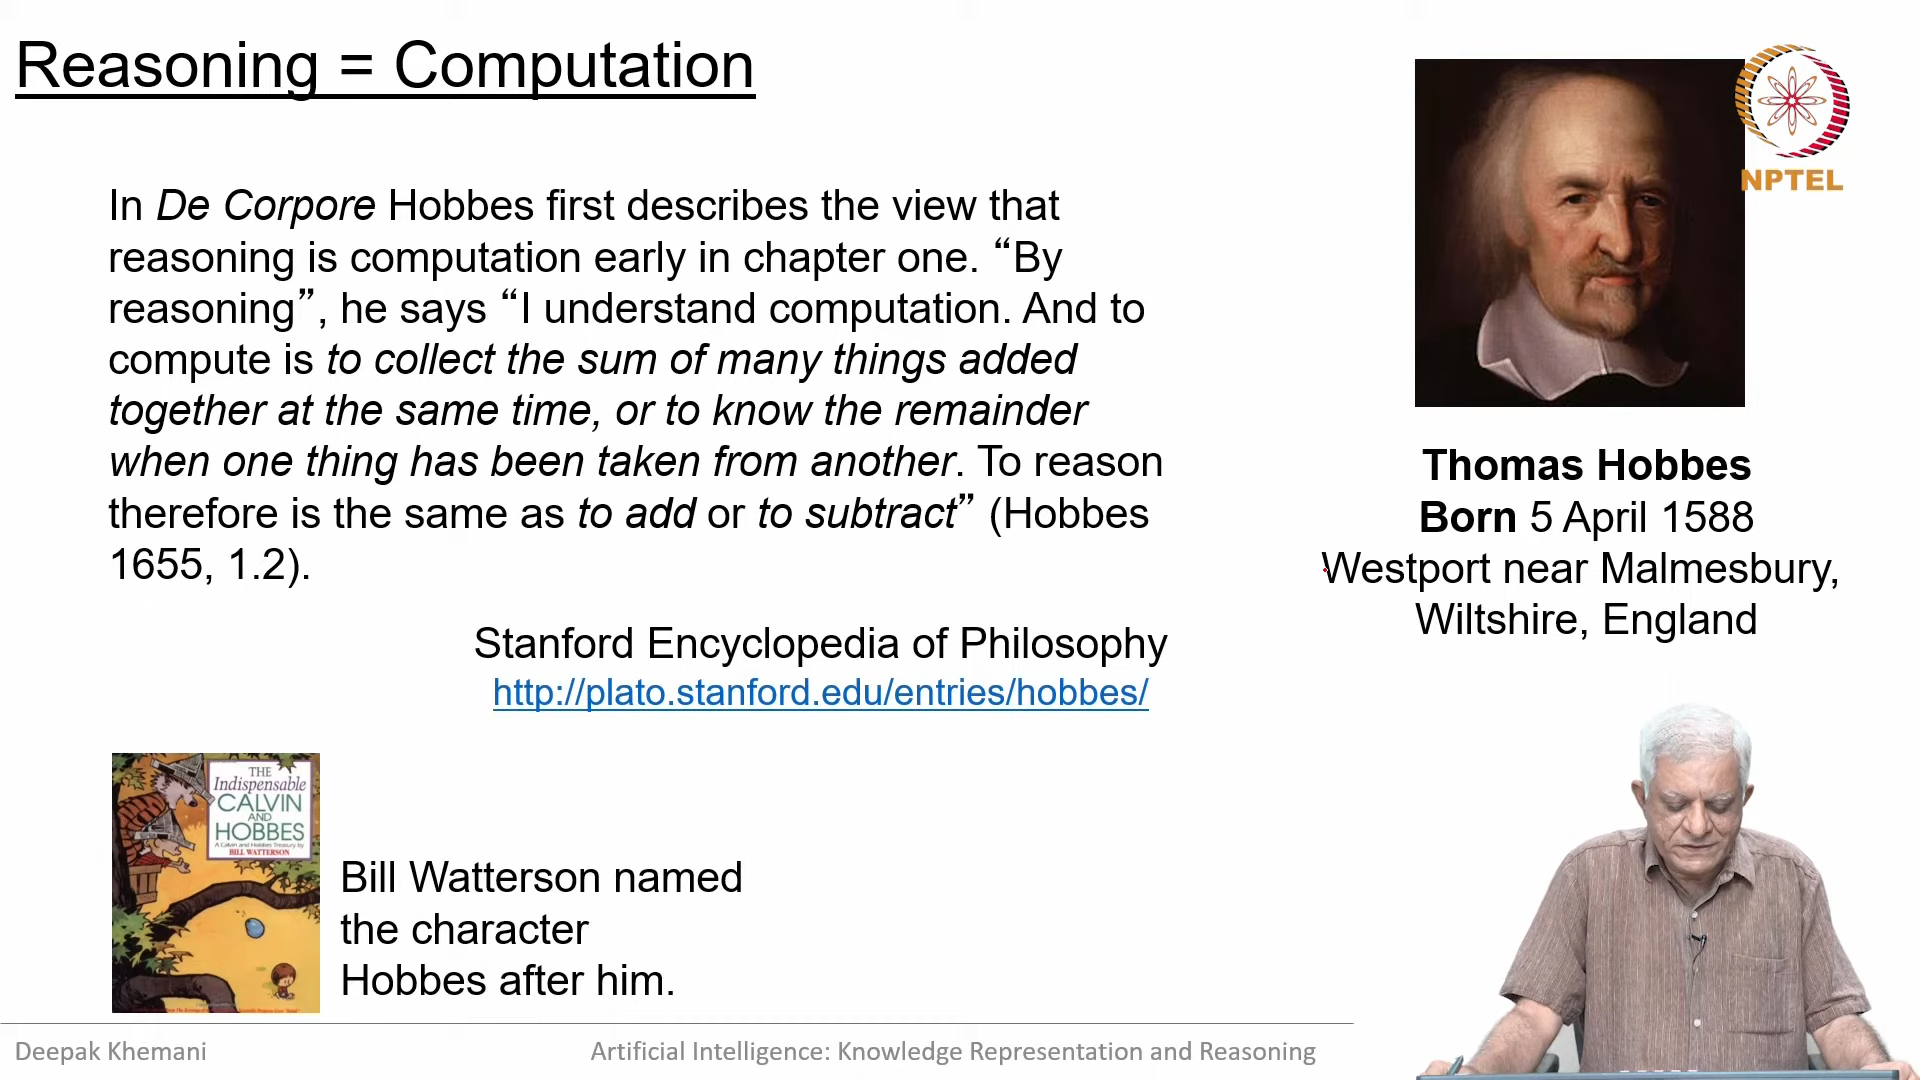 Reasoning = Computation
In De Corpore Hobbes first describes the view that
reasoning is computation early in chapter one. “By
reasoning”, he says “I understand computation. And to
compute is to collect the sum of many things added
together at the same time, or to know the remainder
when one thing has been taken from another. To reason
therefore is the same as to add or to subtract” (Hobbes
1655, 1.2).
Stanford Encyclopedia of Philosophy
http://plato.stanford.edu/entries/hobbes/
NPTEL
Thomas Hobbes
Born 5 April 1588
Westport near Malmesbury,
Wiltshire, England
THE
Indispensable
CALVIN
AND
HOBBES
A Calvin and Hobbes Treasury by
BILL WATTERSON
Bill Watterson named
the character
Hobbes after him.
Deepak Khemani
Artificial Intelligence: Knowledge Representation and Reasoning